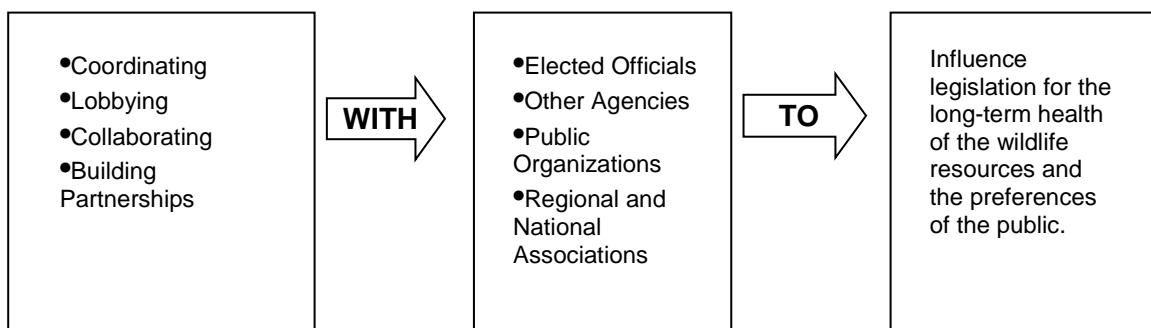 ●Coordinating
●Lobbying
●Collaborating
●Building
Partnerships
WITH
●Elected Officials
●Other Agencies
●Public
Organizations
●Regional and
National
Associations
TO
Influence
legislation for the
long-term health
of the wildlife
resources and
the preferences
of the public.